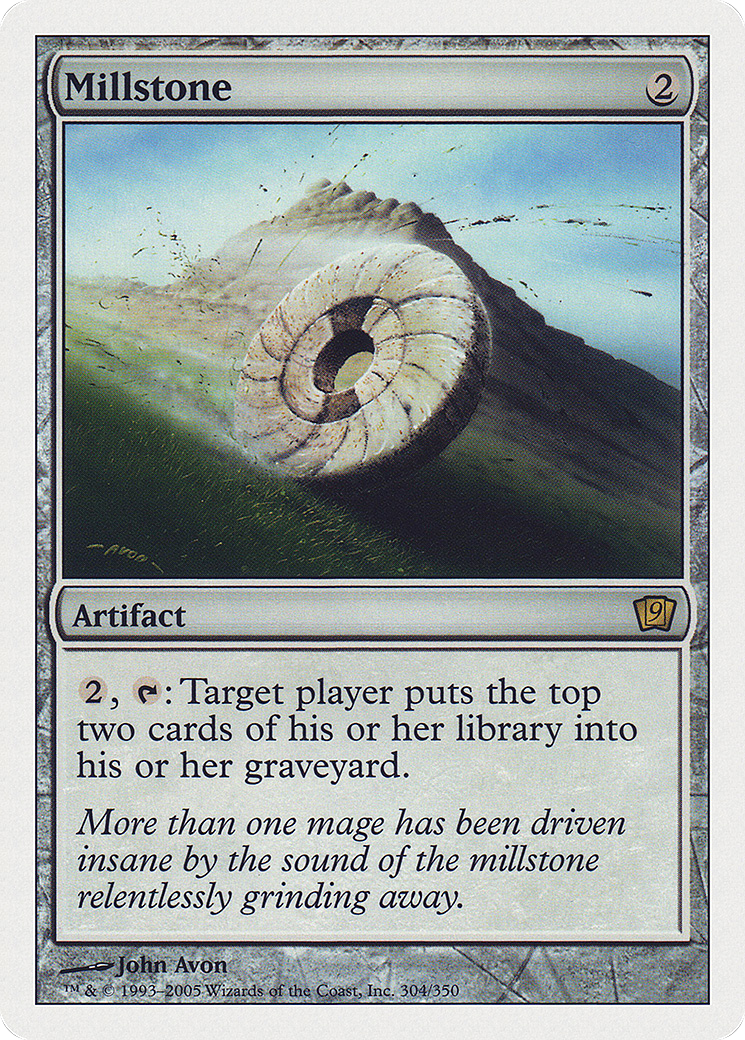 Millstone 2
- AVON -
Artifact 9
2, : Target player puts the top
two cards of his or her library into
his or her graveyard.
More than one mage has been driven
insane by the sound of the millstone
relentlessly grinding away.
John Avon
™ & © 1993–2005 Wizards of the Coast, Inc. 304/350